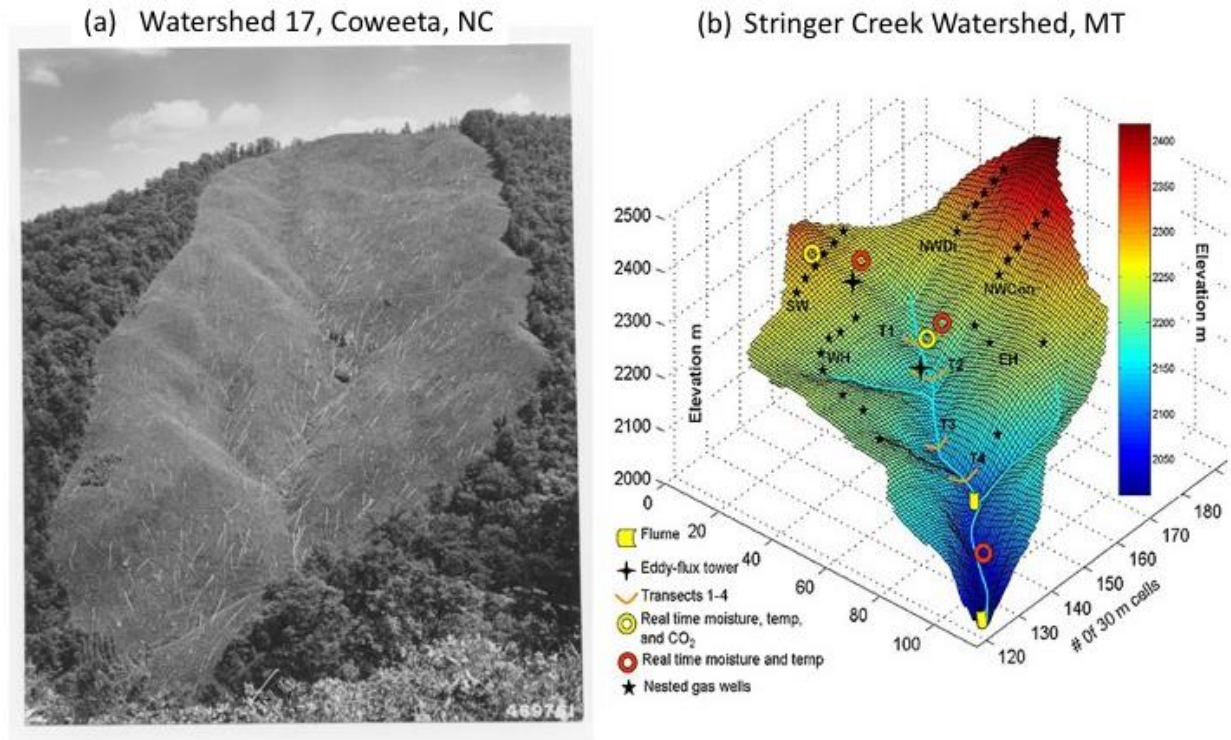 (a) Watershed 17, Coweeta, NC
469761
(b) Stringer Creek Watershed, MT
2500
2400
2300
2200
2100
2000
Elevation m
0
20
40
60
80
100
120
130
140
150
160
170
180
# Of 30 m cells
NWDi
NWCon
SW
T1
WH
T2
EH
T3
T4
2400
2350
2300
2250
2200
2150
2100
2050
Elevation m
Flume
Eddy-flux tower
Transects 1-4
Real time moisture, temp,
and CO₂
Real time moisture and temp
Nested gas wells